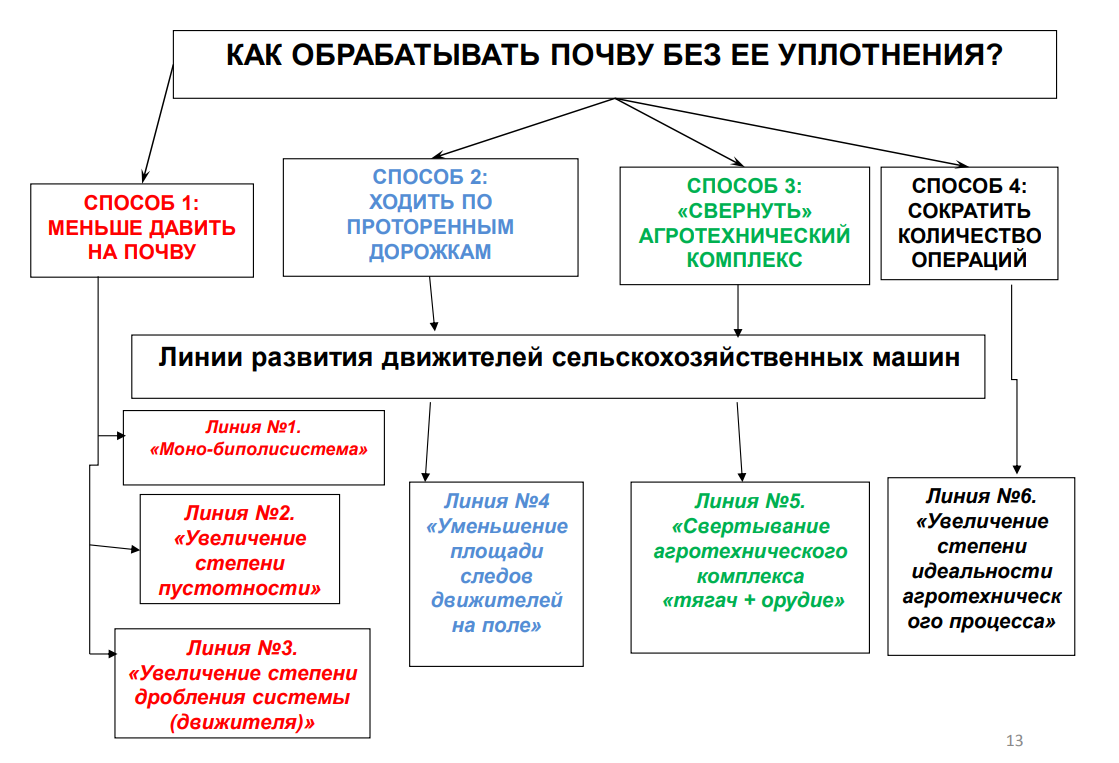 КАК ОБРАБАТЫВАТЬ ПОЧВУ БЕЗ ЕЕ УПЛОТНЕНИЯ?
СПОСОБ 1:
МЕНЬШЕ ДАВИТЬ
НА ПОЧВУ
СПОСОБ 2:
ХОДИТЬ ПО
ПРОТОРЕННЫМ
ДОРОЖКАМ
СПОСОБ 3:
«СВЕРНУТЬ»
АГРОТЕХНИЧЕСКИЙ
КОМПЛЕКС
СПОСОБ 4:
СОКРАТИТЬ
КОЛИЧЕСТВО
ОПЕРАЦИЙ
Линии развития движителей сельскохозяйственных машин
Линия №1.
«Моно-биполисистема»
Линия №2.
«Увеличение
степени
пустотности»
Линия №3.
«Увеличение степени
дробления системы
(движителя)»
Линия №4
«Уменьшение
площади
следов
движителей
на поле»
Линия №5.
«Свертывание
агротехнического
комплекса
«тягач + орудие»
Линия №6.
«Увеличение
степени
идеальности
агротехническ
ого процесса»
13